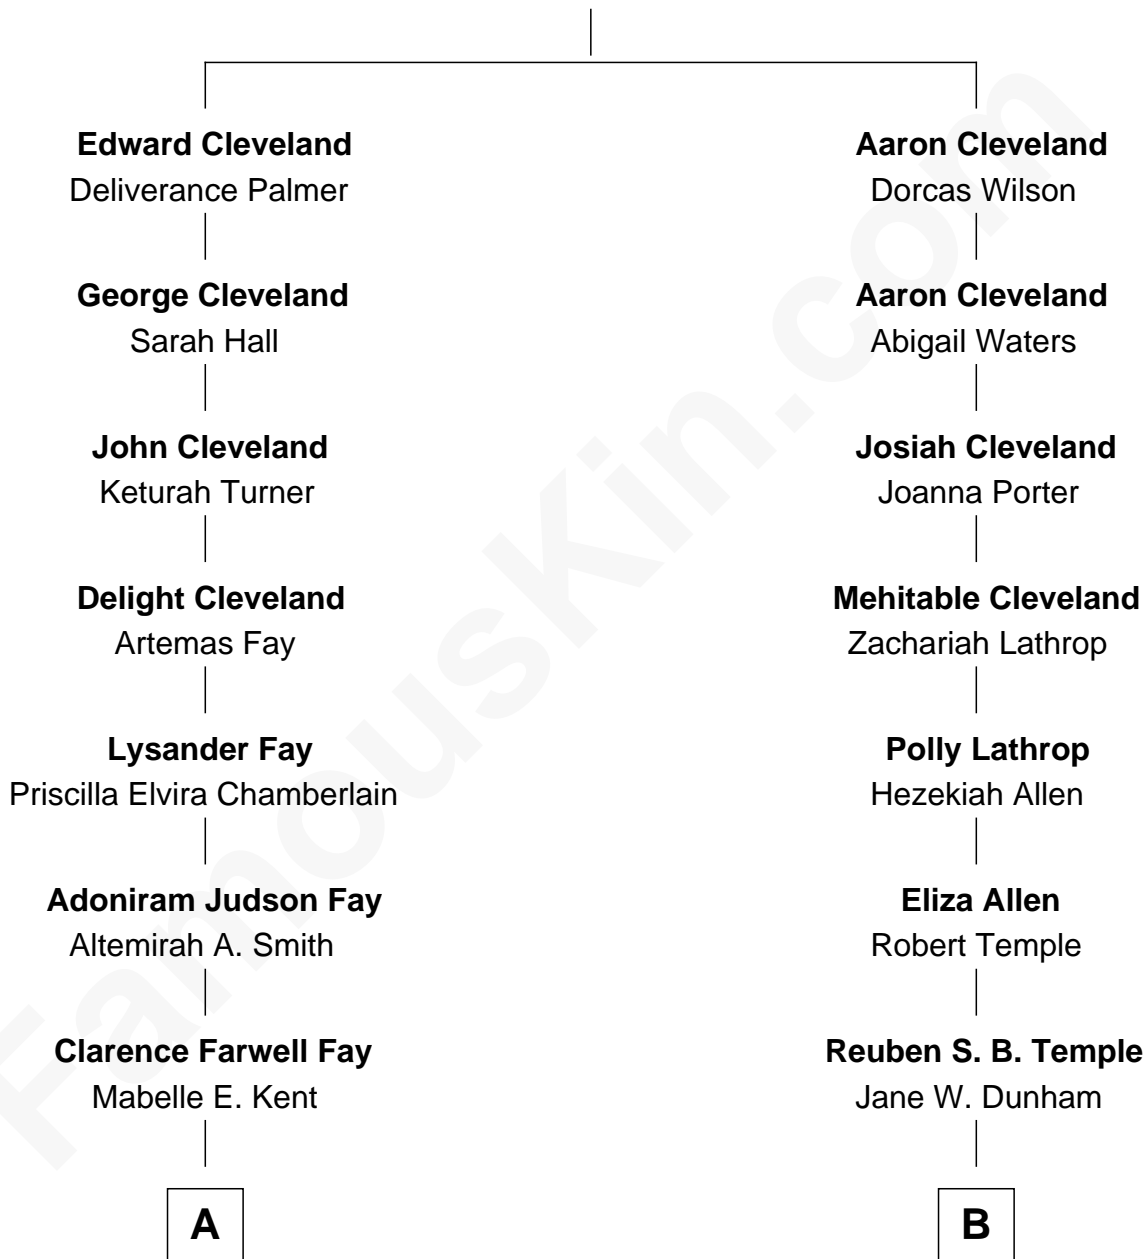 Edward Cleveland
Deliverance Palmer
George Cleveland
Sarah Hall
John Cleveland
Keturah Turner
Delight Cleveland
Artemas Fay
Lysander Fay
Priscilla Elvira Chamberlain
Adoniram Judson Fay
Altemirah A. Smith
Clarence Farwell Fay
Mabelle E. Kent
A
Aaron Cleveland
Dorcas Wilson
Aaron Cleveland
Abigail Waters
Josiah Cleveland
Joanna Porter
Mehitable Cleveland
Zachariah Lathrop
Polly Lathrop
Hezekiah Allen
Eliza Allen
Robert Temple
Reuben S. B. Temple
Jane W. Dunham
B
FamousKin.com